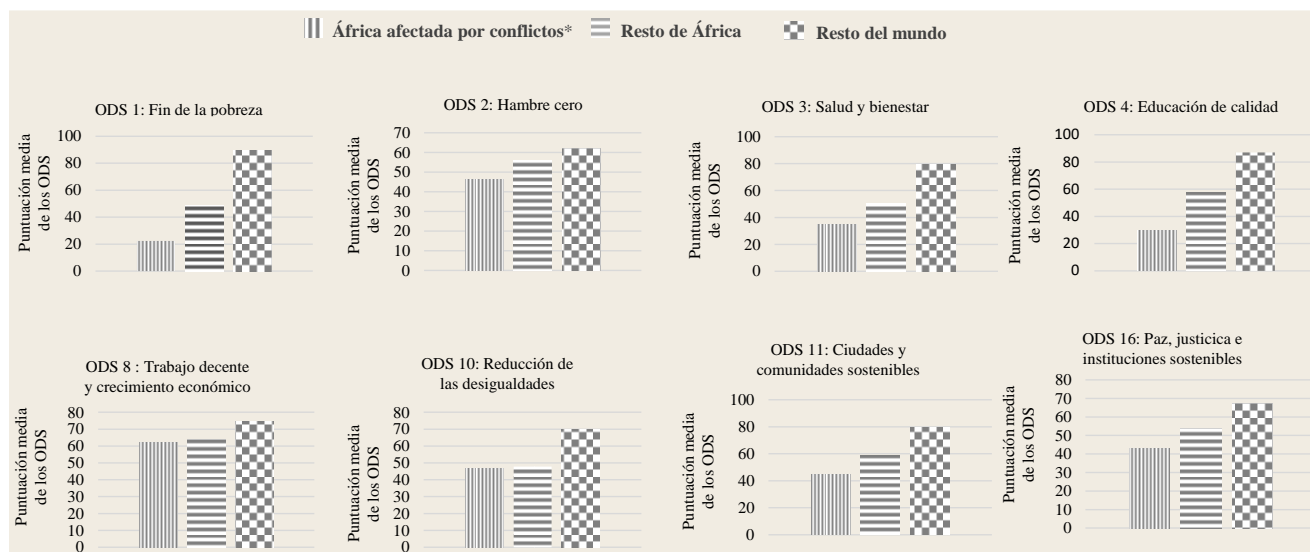 África afectada por conflictos* Resto de África Resto del mundo
ODS 1: Fin de la pobreza
Puntuación media
de los ODS
100
80
60
40
20
0
ODS 2: Hambre cero
Puntuación media
de los ODS
70
60
50
40
30
20
10
0
ODS 3: Salud y bienestar
Puntuación media
de los ODS
100
80
60
40
20
0
ODS 4: Educación de calidad
Puntuación media
de los ODS
100
80
60
40
20
0
ODS 8 : Trabajo decente
y crecimiento económico
Puntuación media
de los ODS
80
70
60
50
40
30
20
10
0
ODS 10: Reducción de
las desigualdades
Puntuación media
de los ODS
80
70
60
50
40
30
20
10
0
ODS 11: Ciudades y
comunidades sostenibles
Puntuación media
de los ODS
100
80
60
40
20
0
ODS 16: Paz, justicica e
instituciones sostenibles
Puntuación media
de los ODS
80
70
60
50
40
30
20
10
0